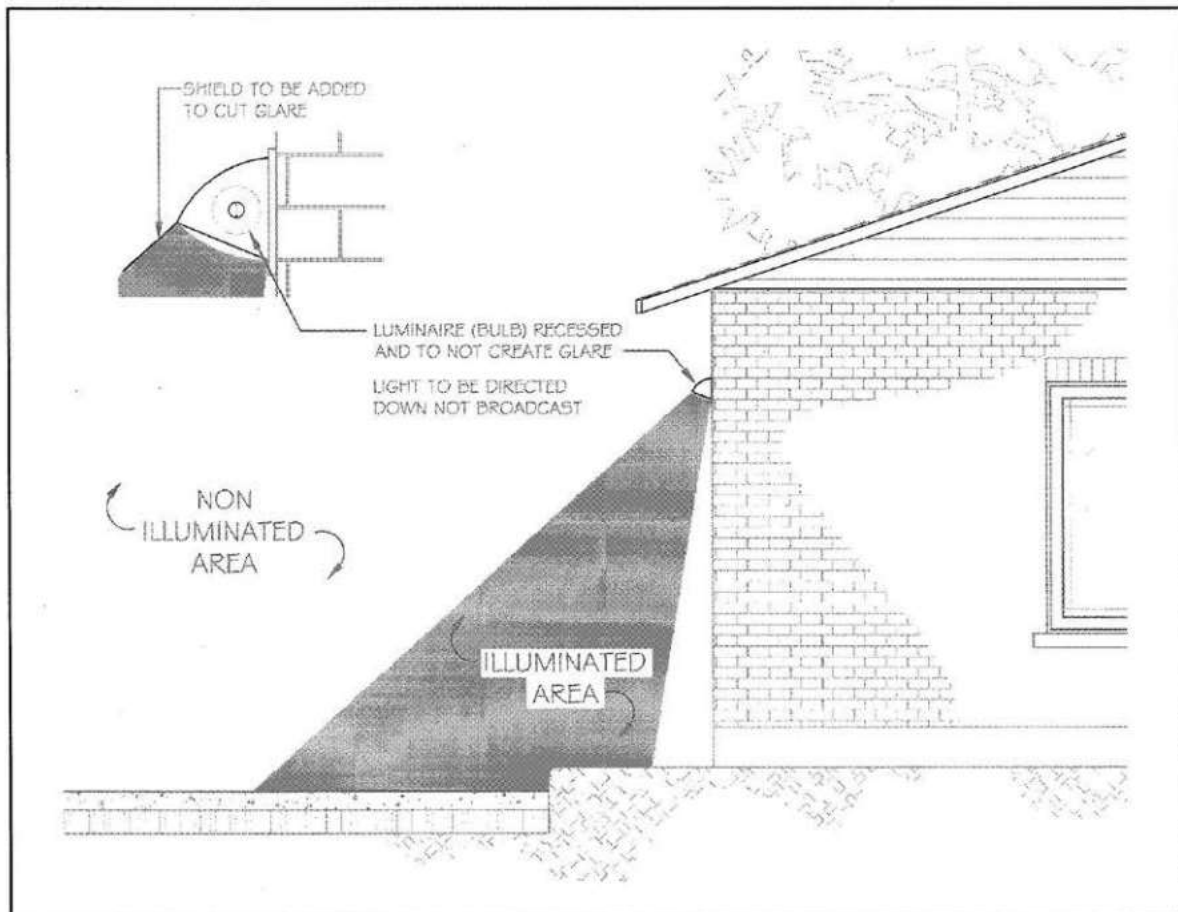 SHIELD TO BE ADDED
TO CUT GLARE
LUMINAIRE (BULB) RECESSED
AND TO NOT CREATE GLARE
LIGHT TO BE DIRECTED
DOWN NOT BROADCAST
NON
ILLUMINATED
AREA
ILLUMINATED
AREA